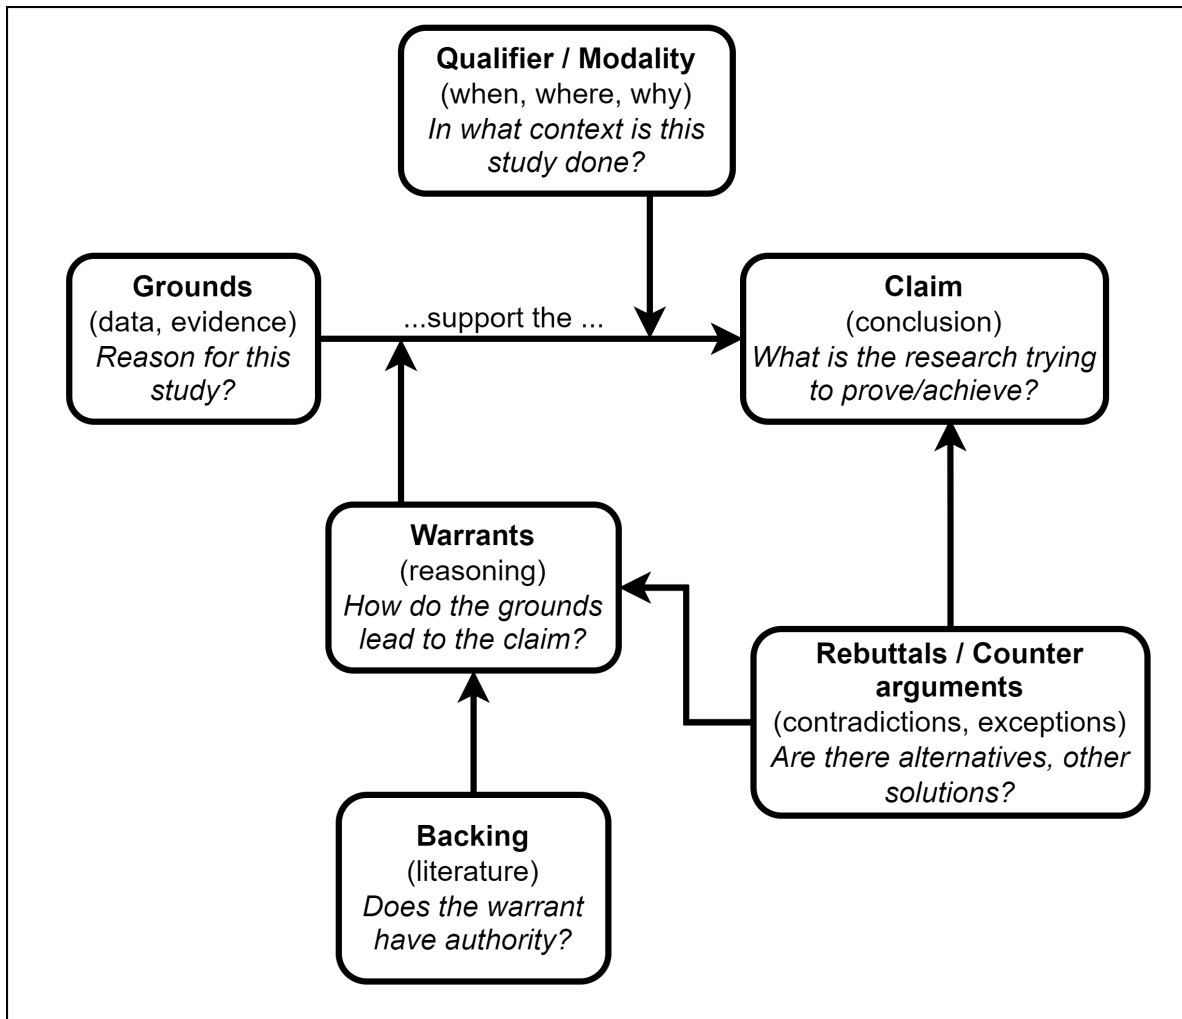 Qualifier / Modality
(when, where, why)
In what context is this
study done?
Grounds
(data, evidence)
Reason for this
study?
...support the ...
Claim
(conclusion)
What is the research trying
to prove/achieve?
Warrants
(reasoning)
How do the grounds
lead to the claim?
Rebuttals / Counter
arguments
(contradictions, exceptions)
Are there alternatives, other
solutions?
Backing
(literature)
Does the warrant
have authority?